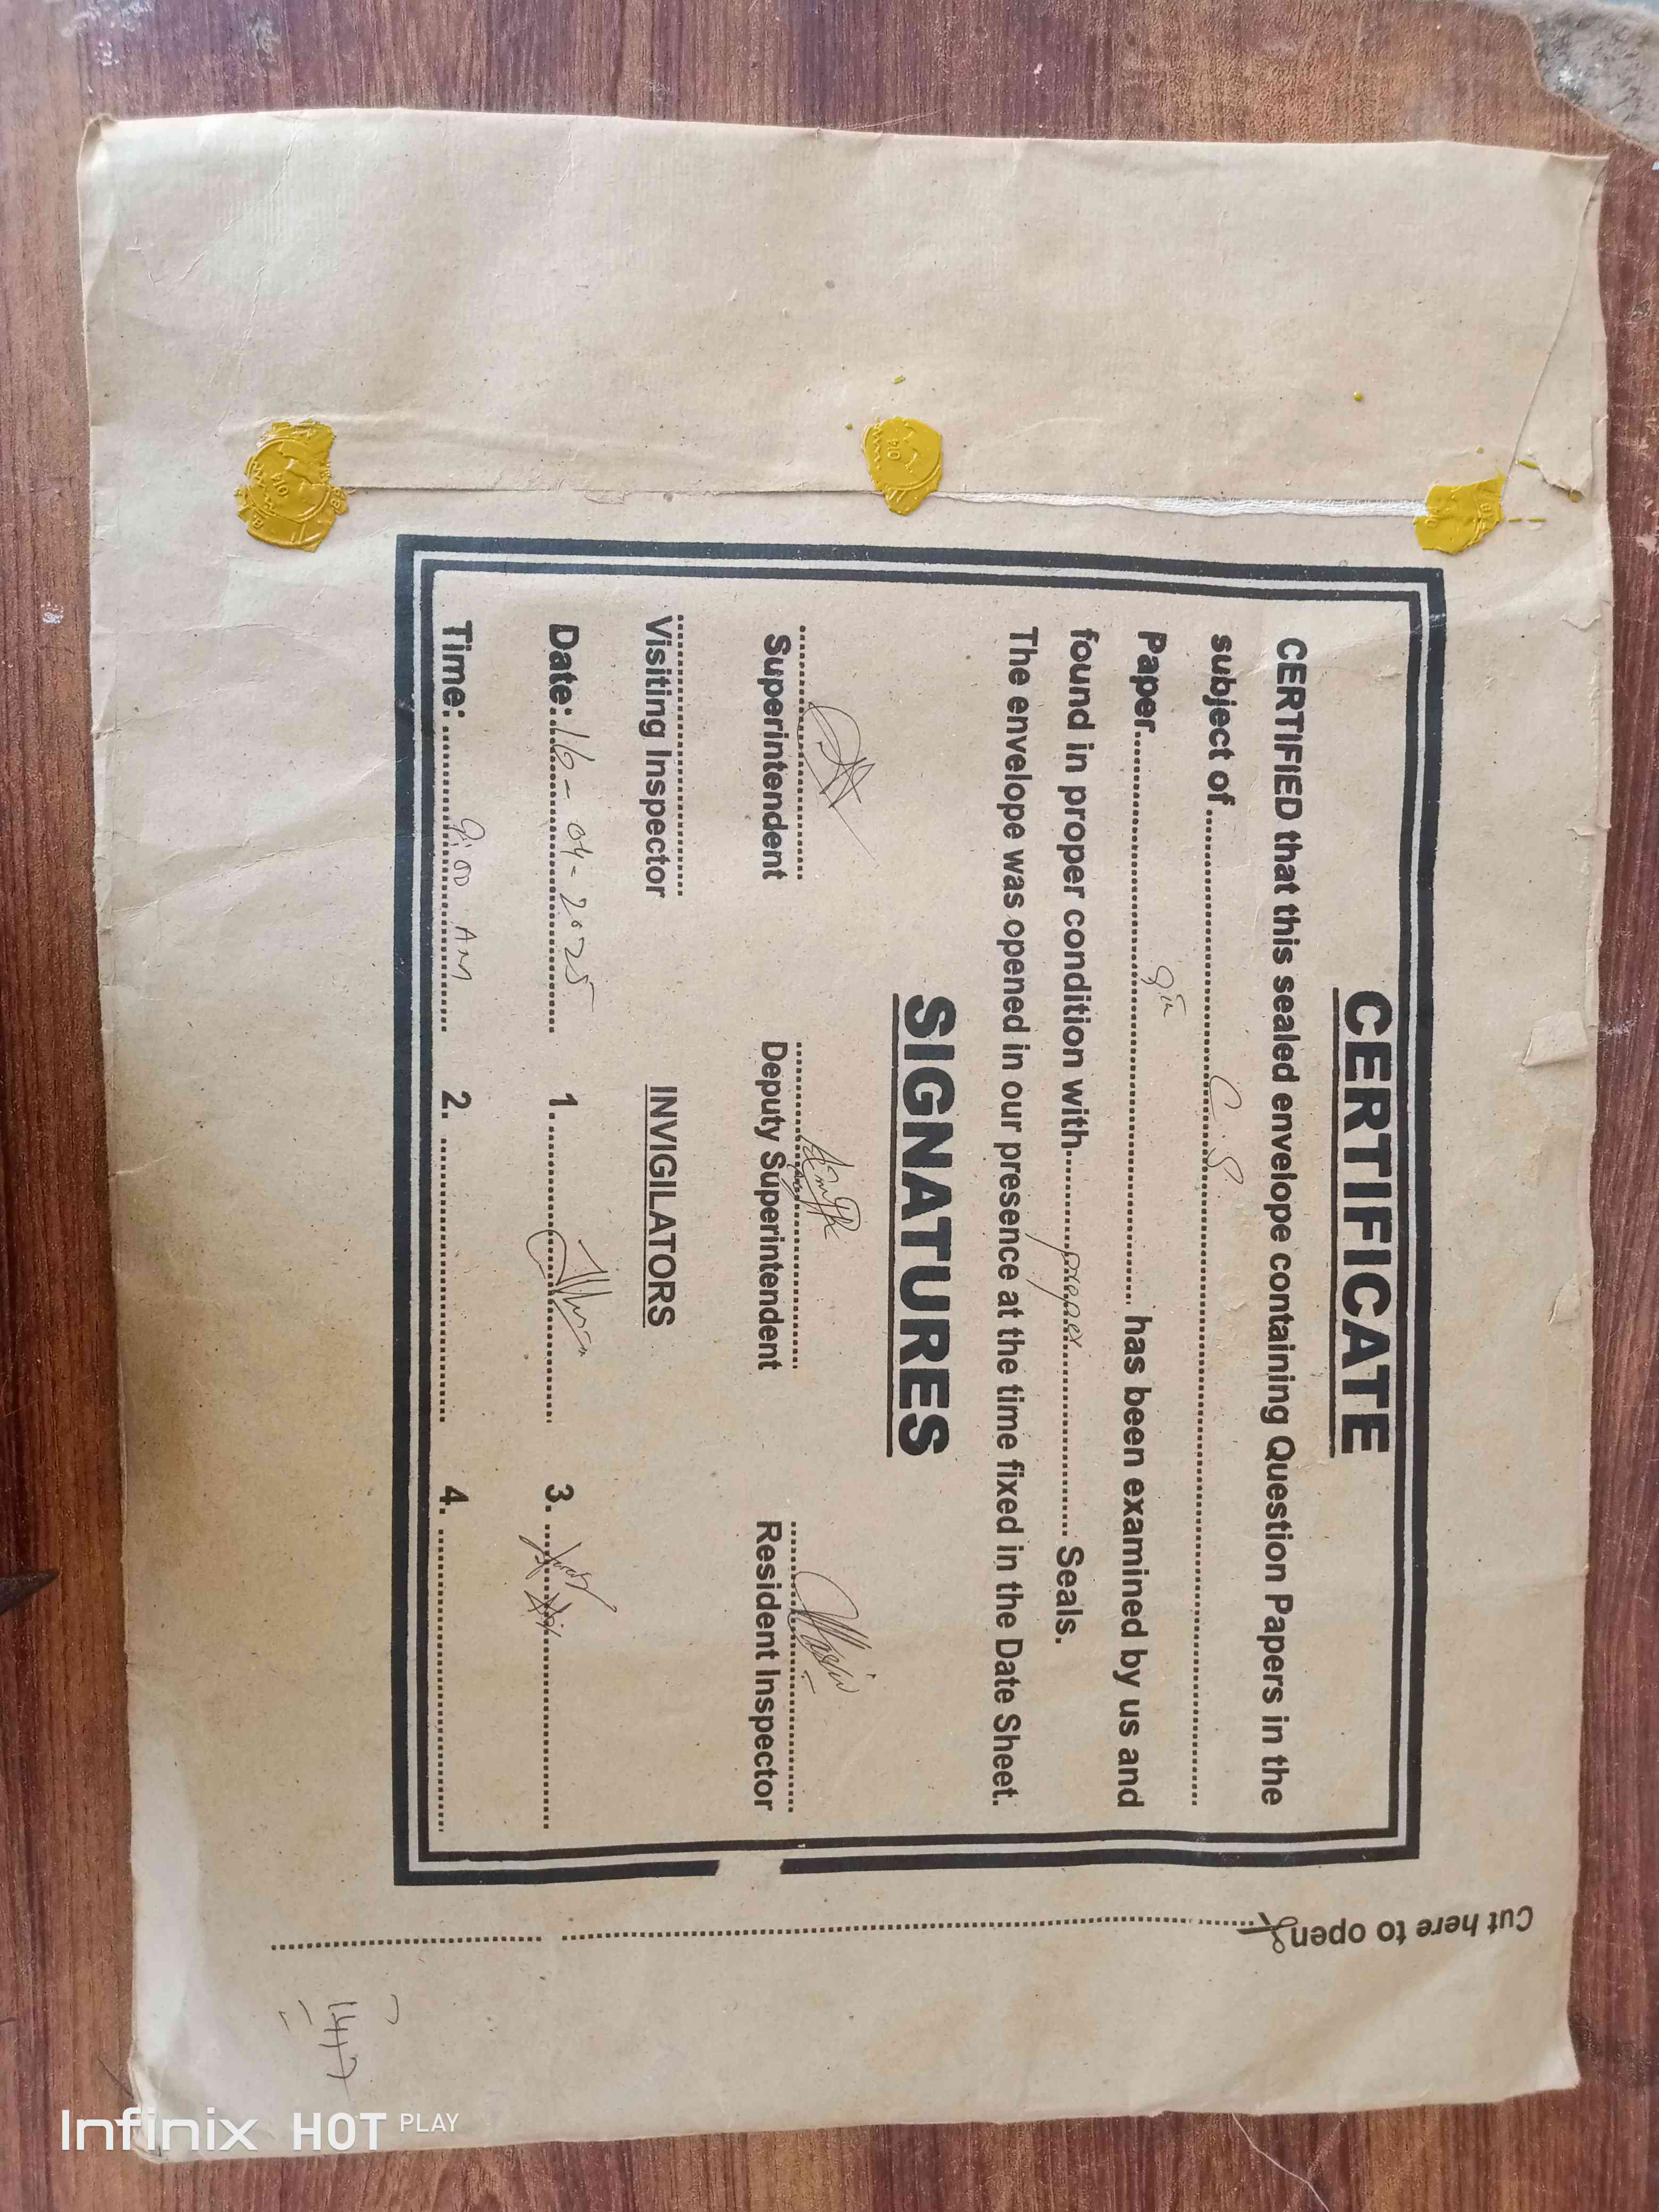 CERTIFICATE
CERTIFIED that this sealed envelope containing Question Papers in the
subject of ........ C.S ........
Paper ........ 9th ........ has been examined by us and
found in proper condition with ........ proper ........ Seals.
The envelope was opened in our presence at the time fixed in the Date Sheet.
SIGNATURES
Superintendent Deputy Superintendent Resident Inspector
Visiting Inspector INVIGILATORS
Date: 16-04-2025 1. ........ 3. ........
Time: 9:00 AM 2. ........ 4. ........
Cut here to open
014
014
Infinix HOT PLAY